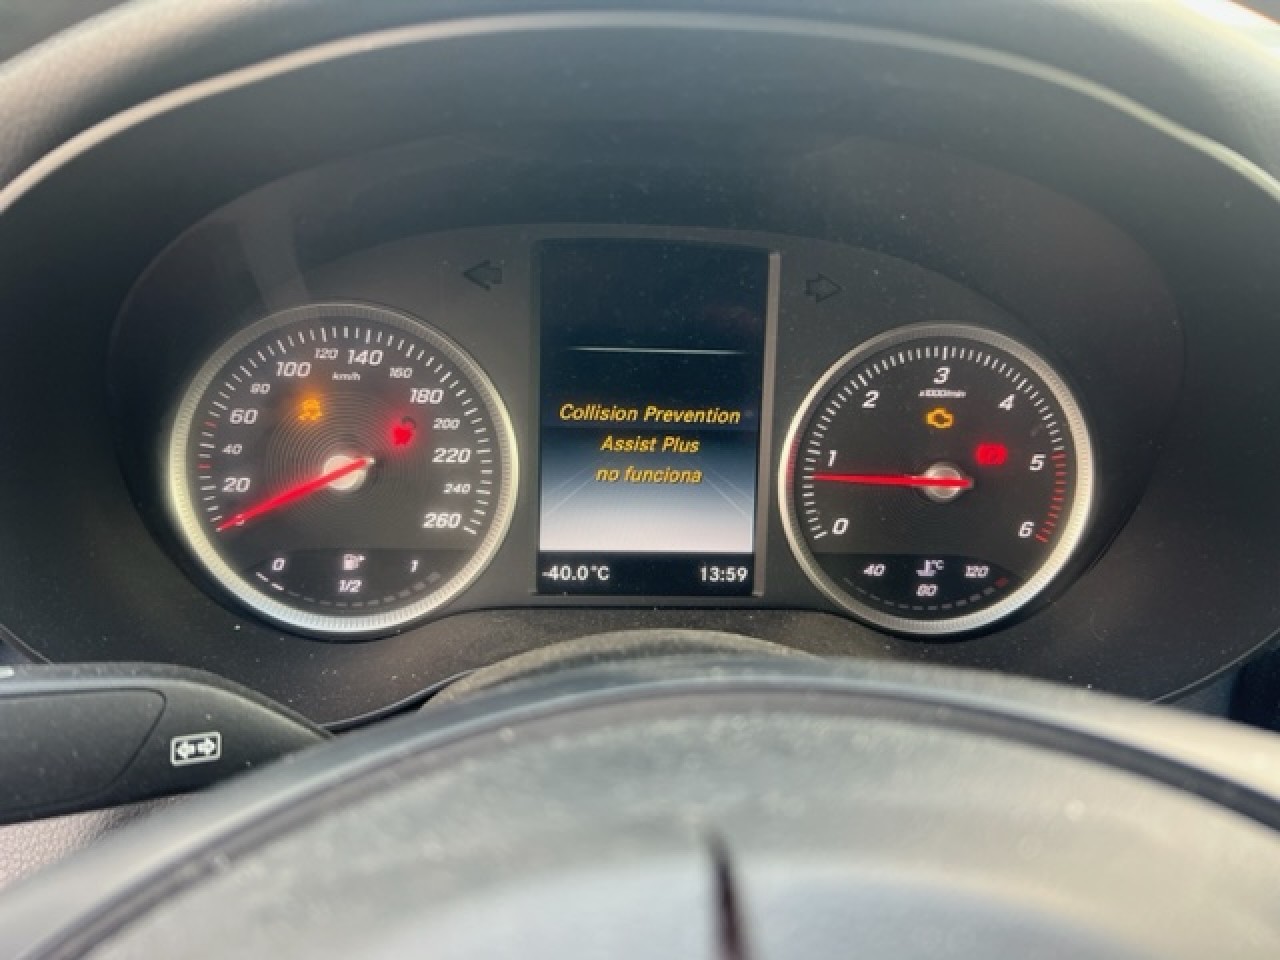 120 140
100 160
80 km/h 180
60 200
40 220
20 240
0 260
0 1/2 1
Collision Prevention
Assist Plus
no funciona
-40.0°C 13:59
3
2 x1000/min 4
1 5
0 6
40 °C 120
80